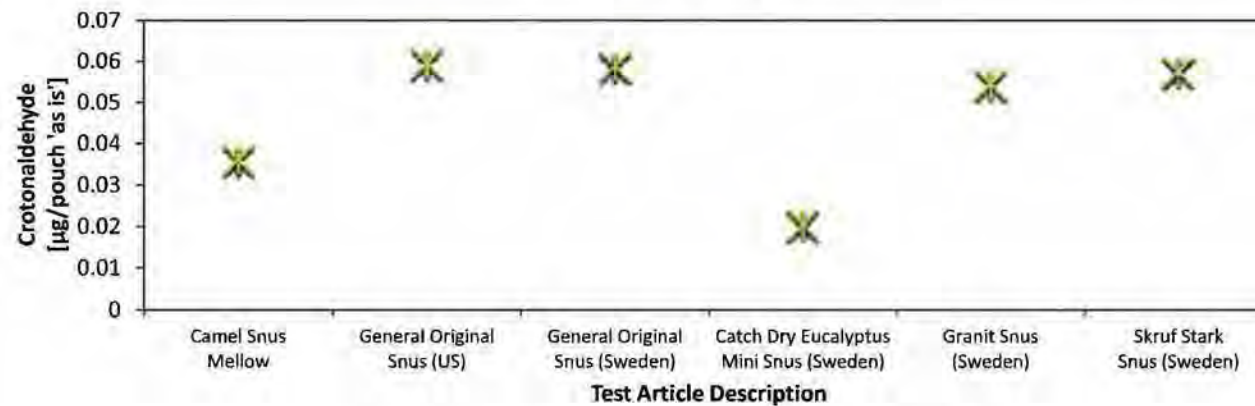 Crotonaldehyde
[µg/pouch 'as is']
0.07
0.06
0.05
0.04
0.03
0.02
0.01
0
Camel Snus
Mellow
General Original
Snus (US)
General Original
Snus (Sweden)
Catch Dry Eucalyptus
Mini Snus (Sweden)
Granit Snus
(Sweden)
Skruf Stark
Snus (Sweden)
Test Article Description